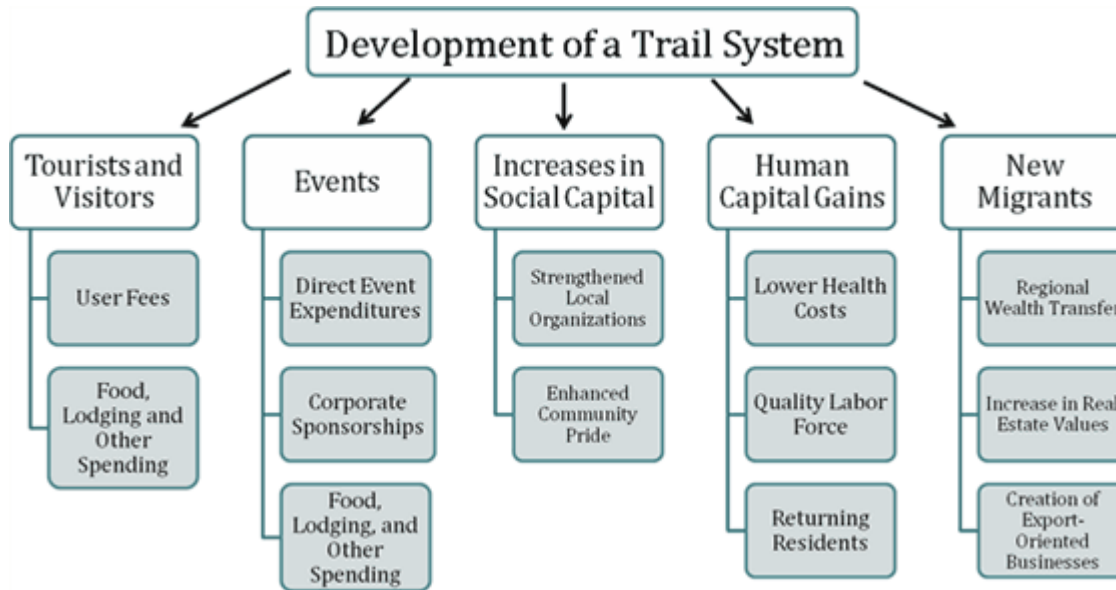 Development of a Trail System
Tourists and
Visitors
User Fees
Food,
Lodging and
Other
Spending
Events
Direct Event
Expenditures
Corporate
Sponsorships
Food,
Lodging, and
Other
Spending
Increases in
Social Capital
Strengthened
Local
Organizations
Enhanced
Community
Pride
Human
Capital Gains
Lower Health
Costs
Quality Labor
Force
Returning
Residents
New
Migrants
Regional
Wealth Transfer
Increase in Real
Estate Values
Creation of
Export-
Oriented
Businesses